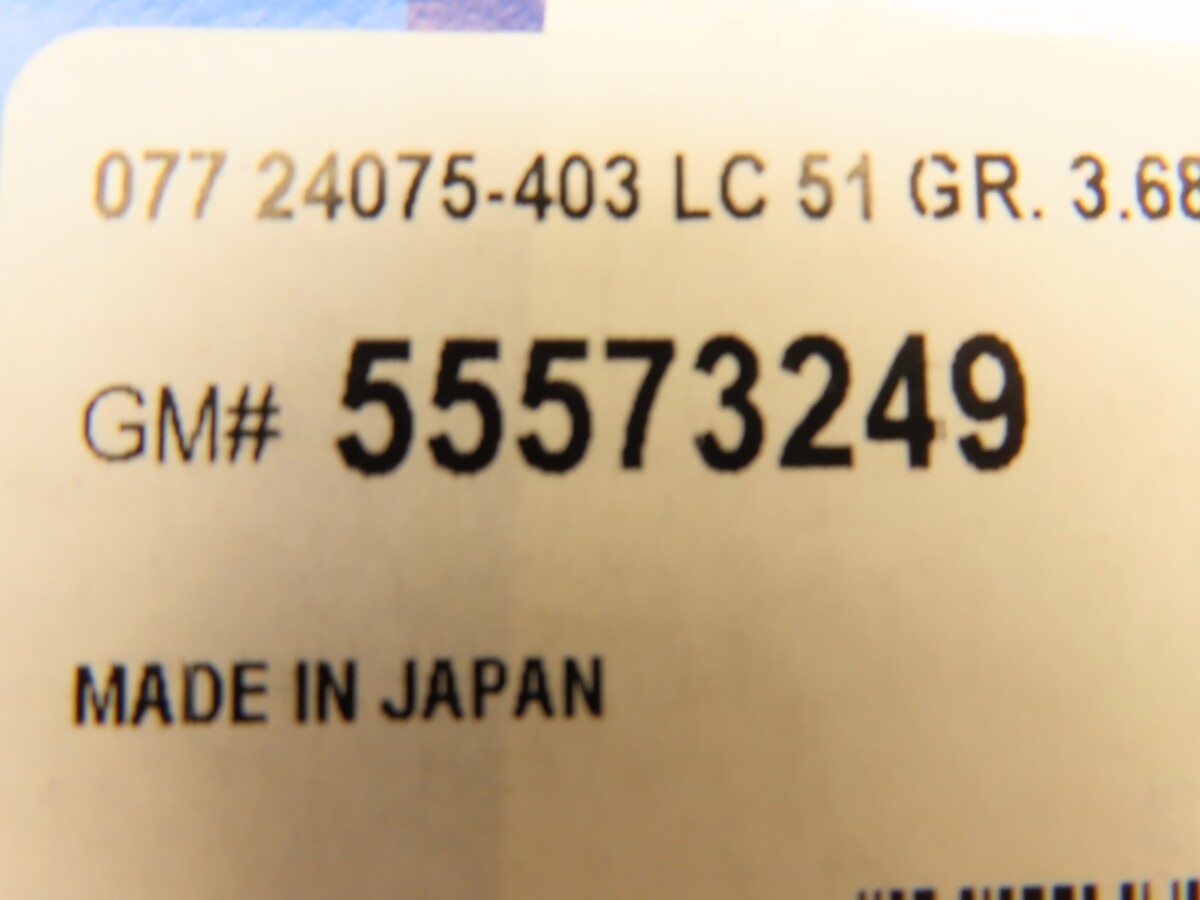 077 24075-403 LC 51 GR. 3.68
GM# 55573249
MADE IN JAPAN